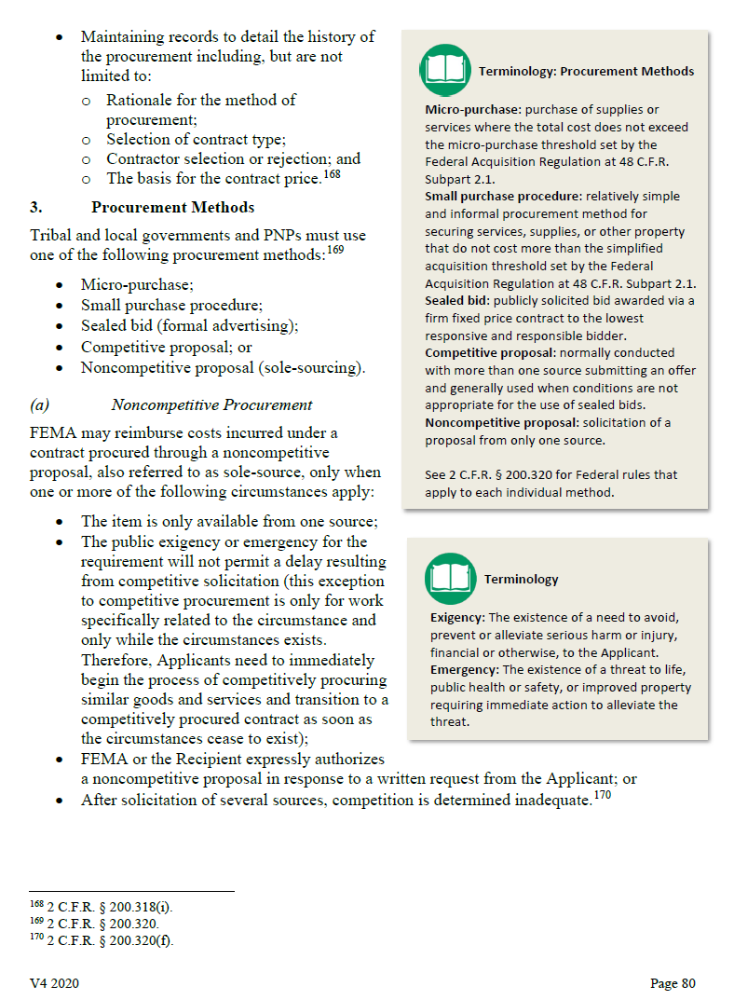 • Maintaining records to detail the history of
the procurement including, but are not
limited to:
o Rationale for the method of
procurement;
o Selection of contract type;
o Contractor selection or rejection; and
o The basis for the contract price.168
3. Procurement Methods
Tribal and local governments and PNPs must use
one of the following procurement methods:169
• Micro-purchase;
• Small purchase procedure;
• Sealed bid (formal advertising);
• Competitive proposal; or
• Noncompetitive proposal (sole-sourcing).
(a) Noncompetitive Procurement
FEMA may reimburse costs incurred under a
contract procured through a noncompetitive
proposal, also referred to as sole-source, only when
one or more of the following circumstances apply:
• The item is only available from one source;
• The public exigency or emergency for the
requirement will not permit a delay resulting
from competitive solicitation (this exception
to competitive procurement is only for work
specifically related to the circumstance and
only while the circumstances exists.
Therefore, Applicants need to immediately
begin the process of competitively procuring
similar goods and services and transition to a
competitively procured contract as soon as
the circumstances cease to exist);
• FEMA or the Recipient expressly authorizes
a noncompetitive proposal in response to a written request from the Applicant; or
• After solicitation of several sources, competition is determined inadequate.170
Terminology: Procurement Methods
Micro-purchase: purchase of supplies or
services where the total cost does not exceed
the micro-purchase threshold set by the
Federal Acquisition Regulation at 48 C.F.R.
Subpart 2.1.
Small purchase procedure: relatively simple
and informal procurement method for
securing services, supplies, or other property
that do not cost more than the simplified
acquisition threshold set by the Federal
Acquisition Regulation at 48 C.F.R. Subpart 2.1.
Sealed bid: publicly solicited bid awarded via a
firm fixed price contract to the lowest
responsive and responsible bidder.
Competitive proposal: normally conducted
with more than one source submitting an offer
and generally used when conditions are not
appropriate for the use of sealed bids.
Noncompetitive proposal: solicitation of a
proposal from only one source.
See 2 C.F.R. § 200.320 for Federal rules that
apply to each individual method.
Terminology
Exigency: The existence of a need to avoid,
prevent or alleviate serious harm or injury,
financial or otherwise, to the Applicant.
Emergency: The existence of a threat to life,
public health or safety, or improved property
requiring immediate action to alleviate the
threat.
168 2 C.F.R. § 200.318(i).
169 2 C.F.R. § 200.320.
170 2 C.F.R. § 200.320(f).
V4 2020 Page 80